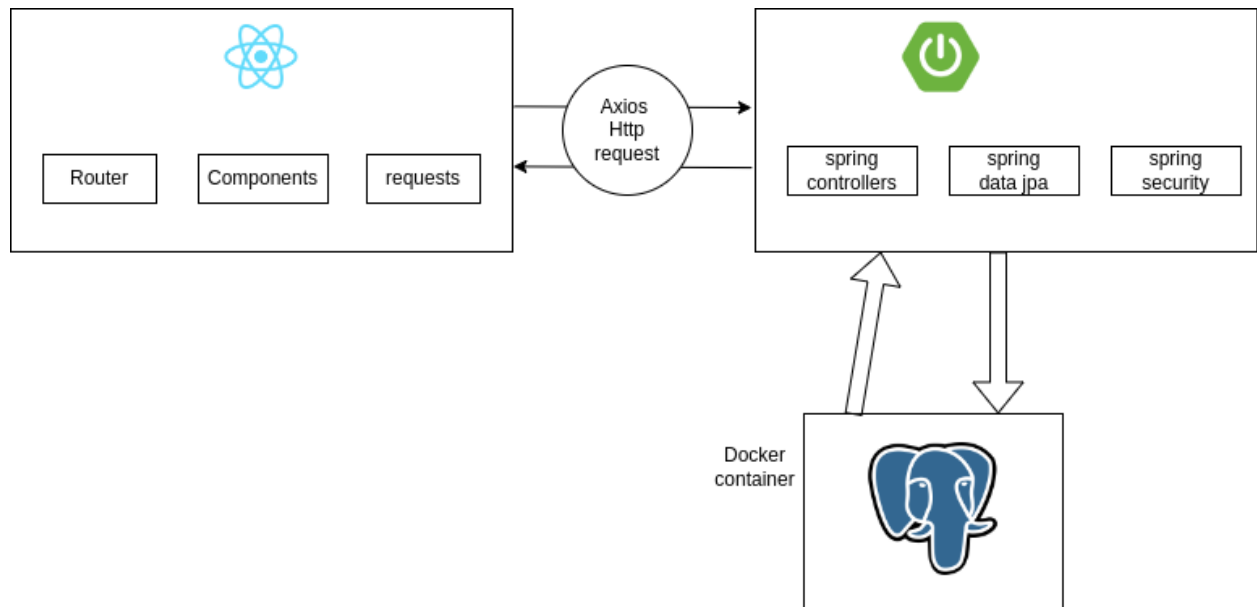 Axios
Http
request
Router
Components
requests
spring
controllers
spring
data jpa
spring
security
Docker
container